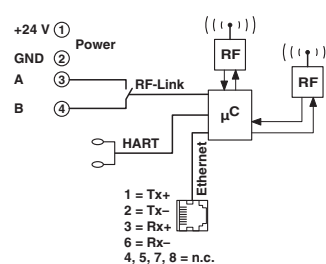 +24 V 1
Power
GND 2
A 3
RF-Link
B 4
RF
RF
µC
HART
Ethernet
1 = Tx+
2 = Tx–
3 = Rx+
6 = Rx–
4, 5, 7, 8 = n.c.